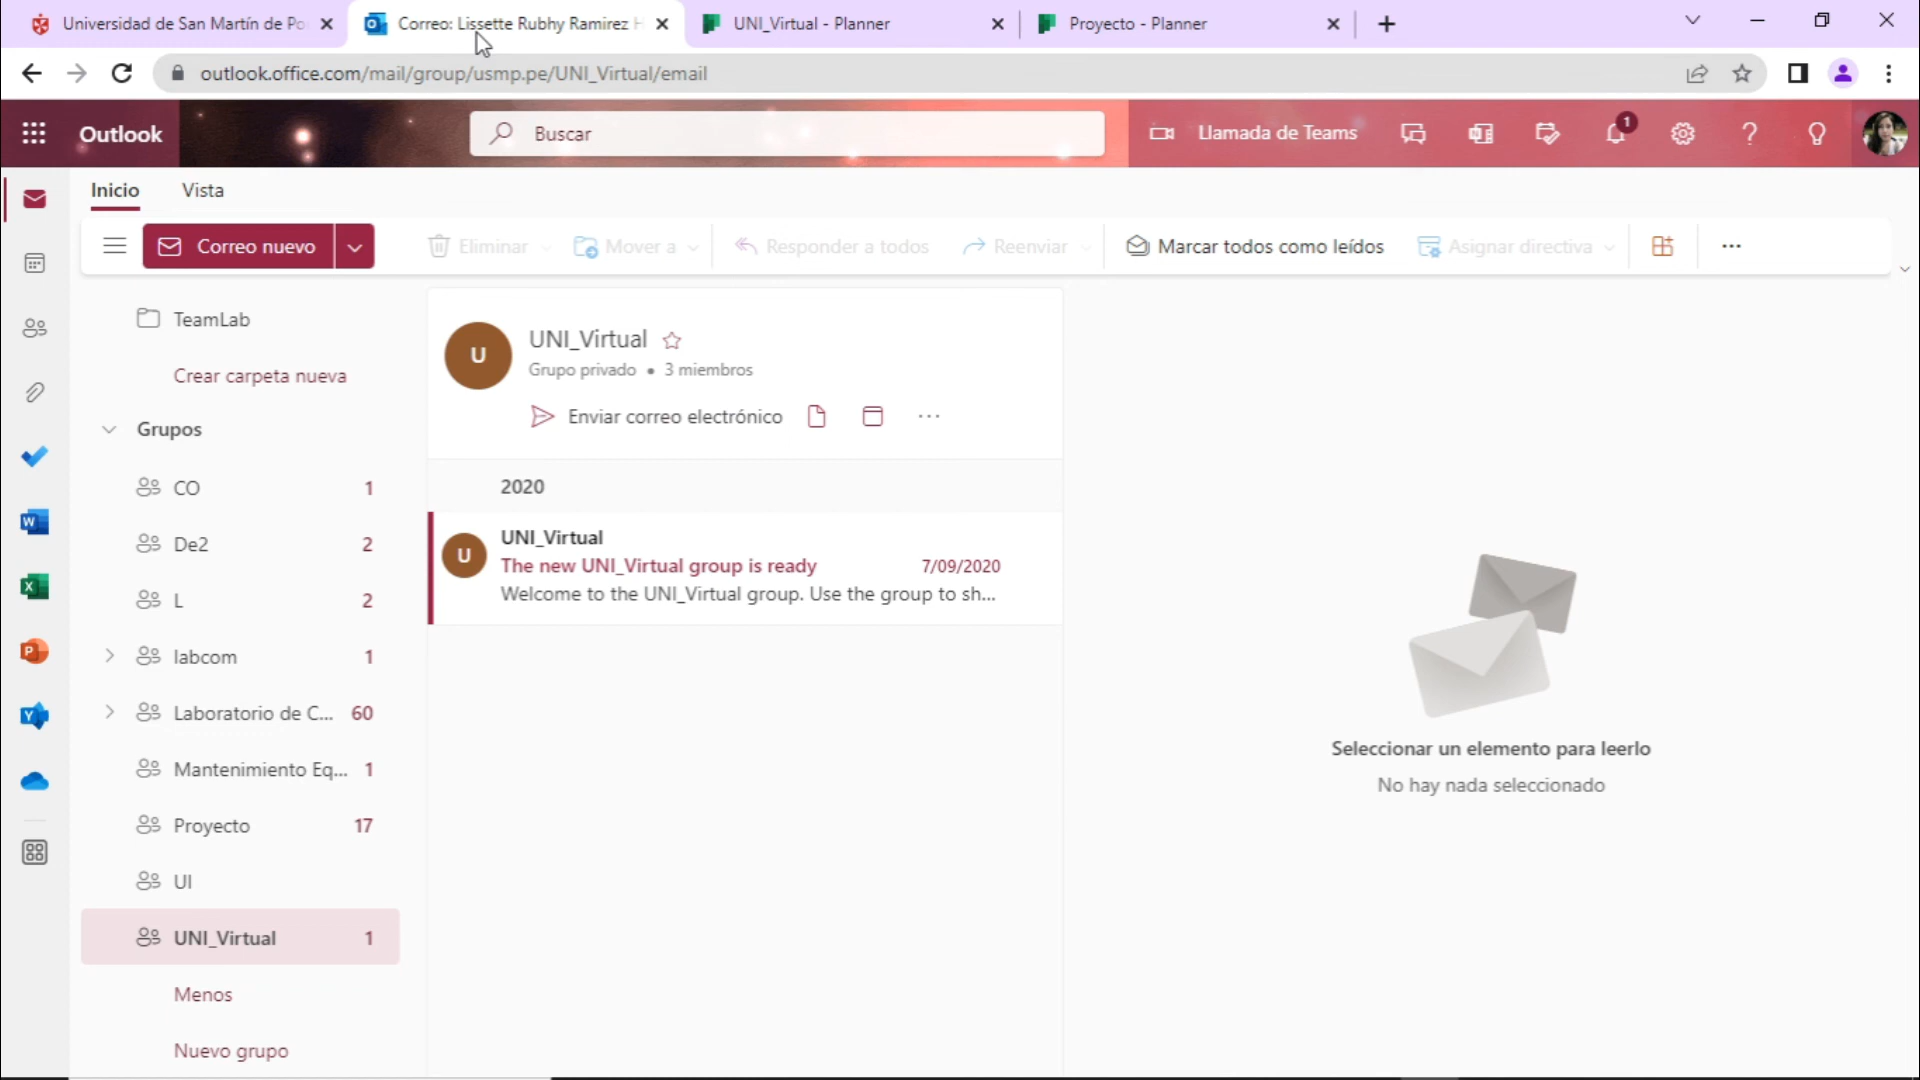 Universidad de San Martín de Po
Correo: Lissette Rubhy Ramirez H
UNI_Virtual - Planner
Proyecto - Planner
outlook.office.com/mail/group/usmp.pe/UNI_Virtual/email
Outlook
Buscar
Llamada de Teams
1
Inicio
Vista
Correo nuevo
Eliminar
Mover a
Responder a todos
Reenviar
Marcar todos como leídos
Asignar directiva
TeamLab
Crear carpeta nueva
Grupos
CO 1
De2 2
L 2
labcom 1
Laboratorio de C... 60
Mantenimiento Eq... 1
Proyecto 17
UI
UNI_Virtual 1
Menos
Nuevo grupo
U
UNI_Virtual
Grupo privado • 3 miembros
Enviar correo electrónico
2020
U
UNI_Virtual
The new UNI_Virtual group is ready 7/09/2020
Welcome to the UNI_Virtual group. Use the group to sh...
Seleccionar un elemento para leerlo
No hay nada seleccionado